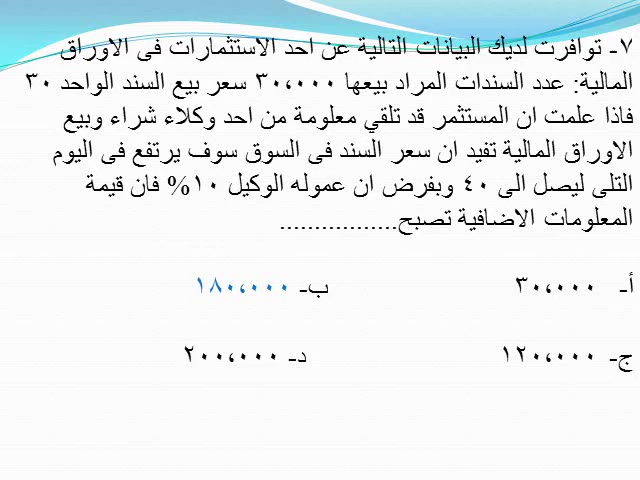 ٧- توافرت لديك البيانات التالية عن احد الاستثمارات فى الاوراق
المالية: عدد السندات المراد بيعها ٣٠،٠٠٠ سعر بيع السند الواحد ٣٠
فاذا علمت ان المستثمر قد تلقي معلومة من احد وكلاء شراء وبيع
الاوراق المالية تفيد ان سعر السند فى السوق سوف يرتفع فى اليوم
التلى ليصل الى ٤٠ وبفرض ان عموله الوكيل ١٠% فان قيمة
المعلومات الاضافية تصبح.................
أ- ٣٠،٠٠٠ ب- ١٨٠،٠٠٠
ج- ١٢٠،٠٠٠ د- ٢٠٠،٠٠٠